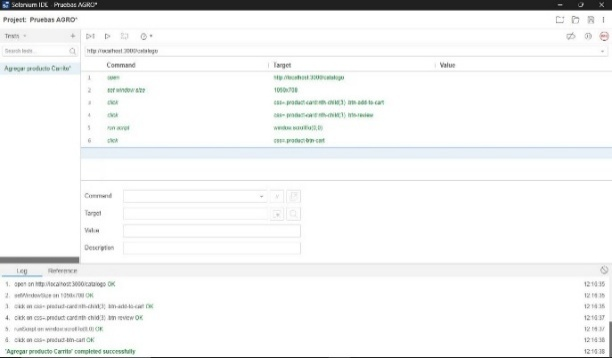 Selenium IDE - Pruebas AGRO*
Project: Pruebas AGRO*
Tests
Search tests...
http://localhost:3000/catalogo
Agregar producto Carrito*
Command Target Value
1 open http://localhost:3000/catalogo
2 set window size 1050x708
3 click css=.product-card:nth-child(3) .btn-add-to-cart
4 click css=.product-card:nth-child(1) .btn-review
5 run script window.scrollTo(0,0)
6 click css=.product-btn-cart
Command
Target
Value
Description
Log Reference
1. open on http://localhost:3000/catalogo OK 12:16:35
2. setWindowSize on 1050x708 OK 12:16:35
3. click on css=.product-card:nth-child(3) .btn-add-to-cart OK 12:16:35
4. click on css=.product-card:nth-child(1) .btn-review OK 12:16:37
5. runScript on window.scrollTo(0,0) OK 12:16:37
6. click on css=.product-btn-cart OK 12:16:38
'Agregar producto Carrito' completed successfully 12:16:38